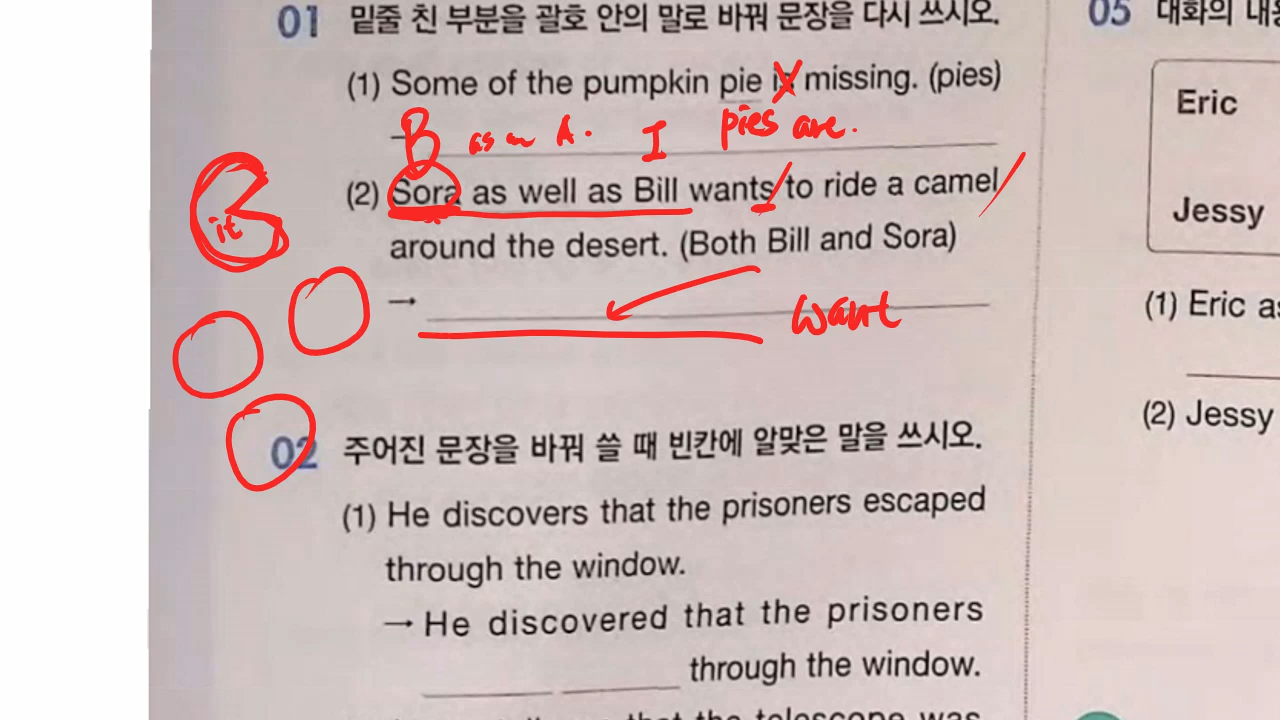 01 밑줄 친 부분을 괄호 안의 말로 바꿔 문장을 다시 쓰시오.
(1) Some of the pumpkin pie is missing. (pies)
→ B as A. I pies are.
(2) Sora as well as Bill wants to ride a camel
around the desert. (Both Bill and Sora)
→ want
it
02 주어진 문장을 바꿔 쓸 때 빈칸에 알맞은 말을 쓰시오.
(1) He discovers that the prisoners escaped
through the window.
→ He discovered that the prisoners
through the window.
that the telescope was
05 대화의
Eric
Jessy
(1) Eric
(2) Jessy